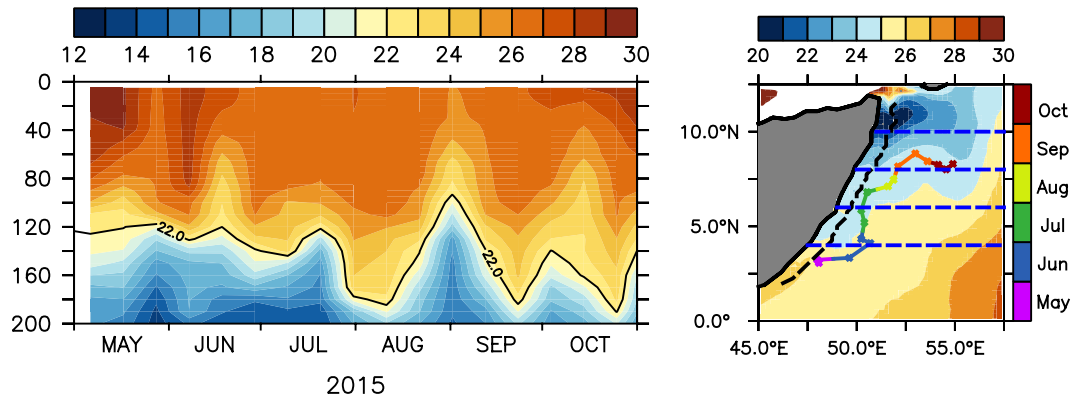 12 14 16 18 20 22 24 26 28 30
0
40
80
120
160
200
22.0
22.0
MAY JUN JUL AUG SEP OCT
2015
20 22 24 26 28 30
10.0°N
5.0°N
0.0°
45.0°E 50.0°E 55.0°E
Oct
Sep
Aug
Jul
Jun
May